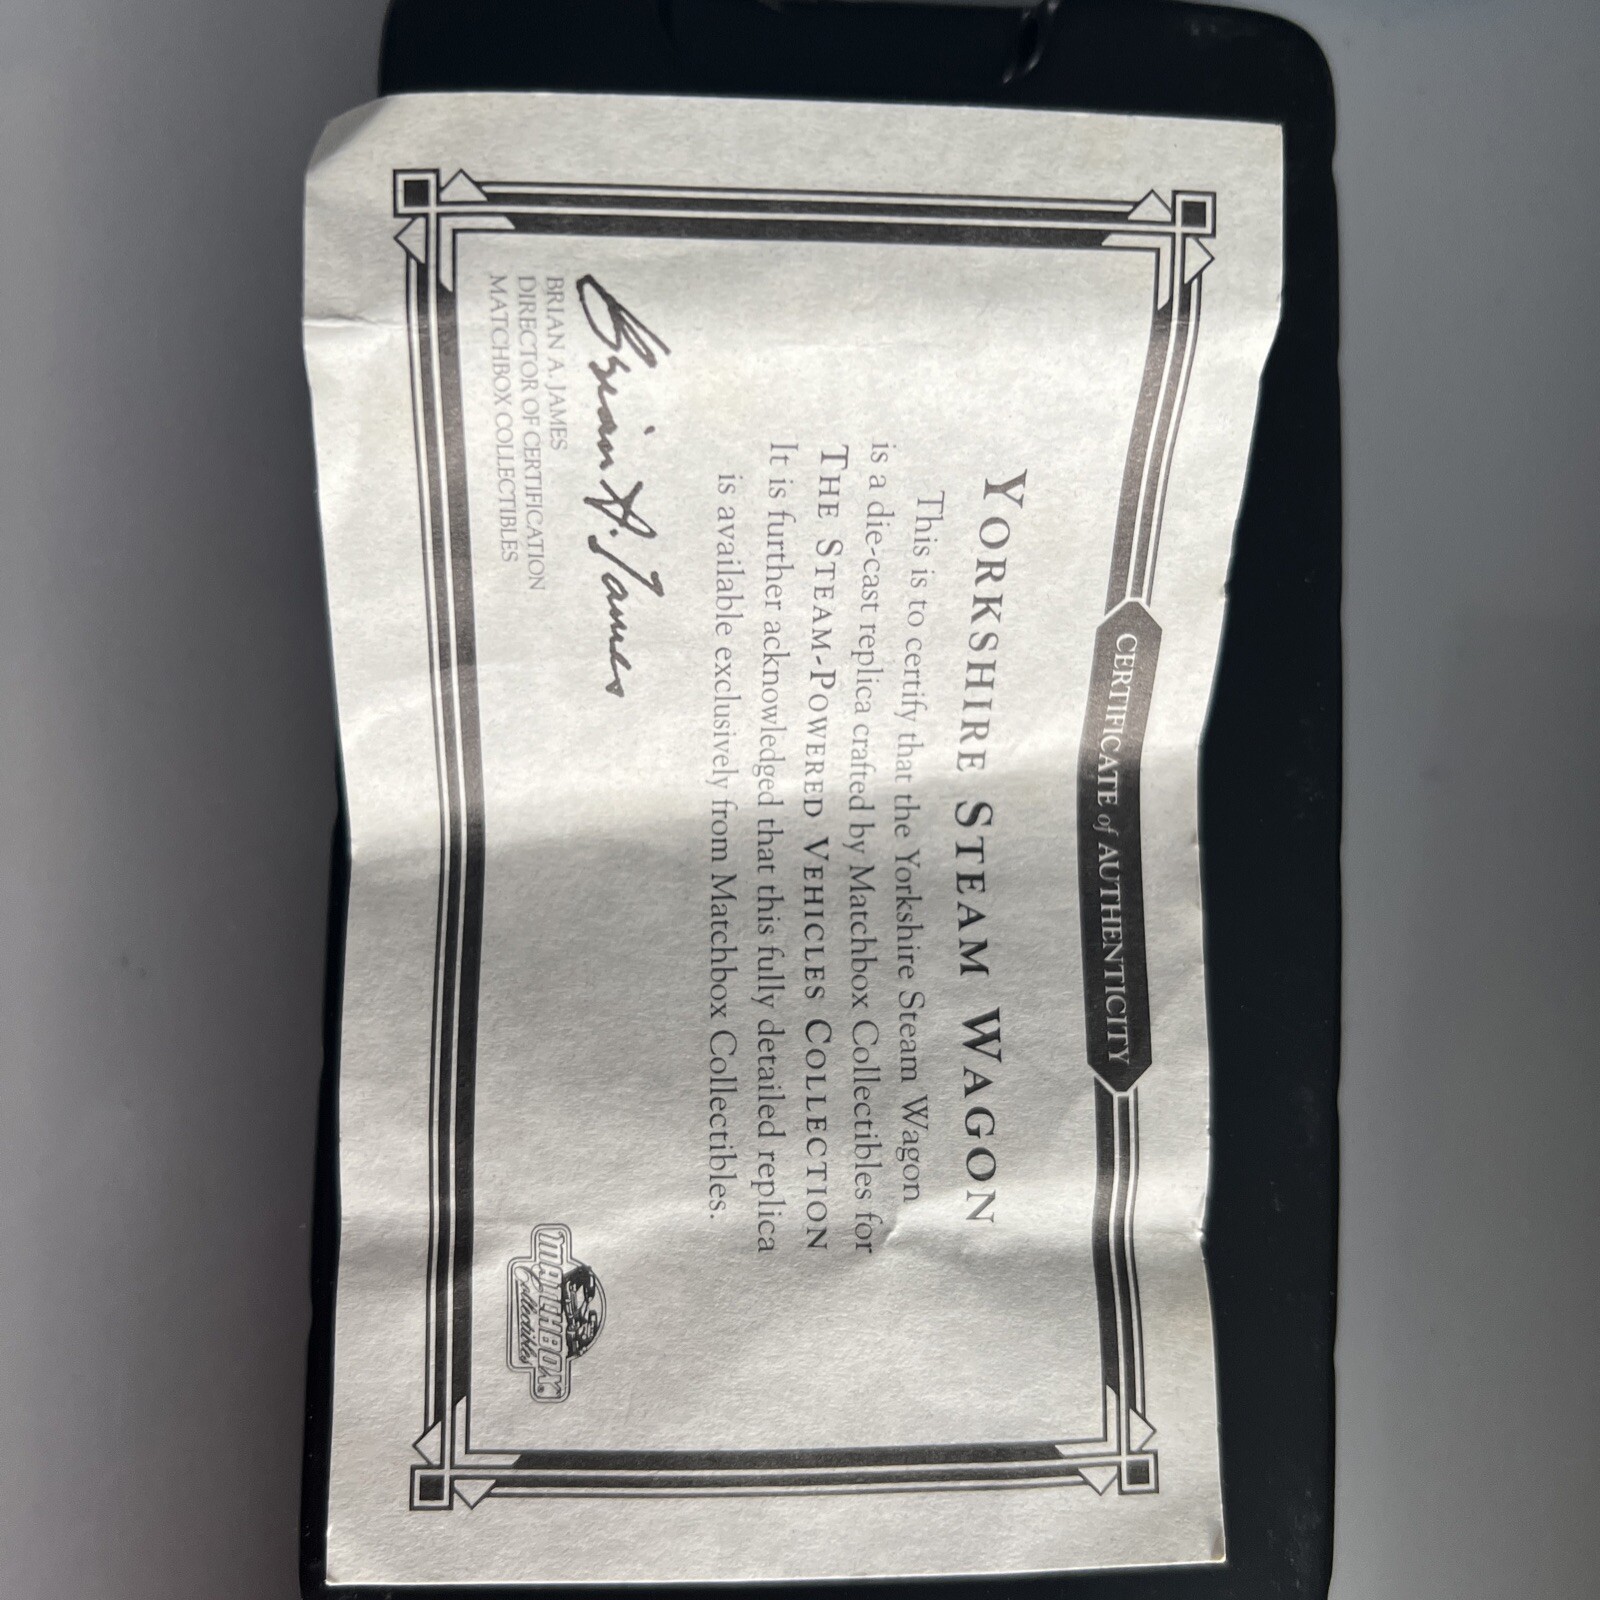 CERTIFICATE of AUTHENTICITY
YORKSHIRE STEAM WAGON
This is to certify that the Yorkshire Steam Wagon
is a die-cast replica crafted by Matchbox Collectibles for
THE STEAM-POWERED VEHICLES COLLECTION
It is further acknowledged that this fully detailed replica
is available exclusively from Matchbox Collectibles.
Brian A. James
BRIAN A. JAMES
DIRECTOR OF CERTIFICATION
MATCHBOX COLLECTIBLES
MATCHBOX
Collectibles